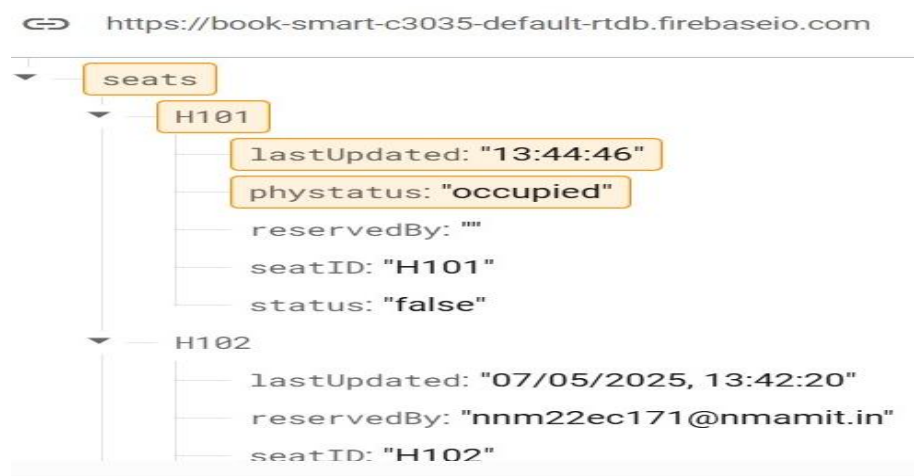 https://book-smart-c3035-default-rtdb.firebaseio.com
seats
H101
lastUpdated: "13:44:46"
phystatus: "occupied"
reservedBy: ""
seatID: "H101"
status: "false"
H102
lastUpdated: "07/05/2025, 13:42:20"
reservedBy: "nnm22ec171@nmamit.in"
seatID: "H102"